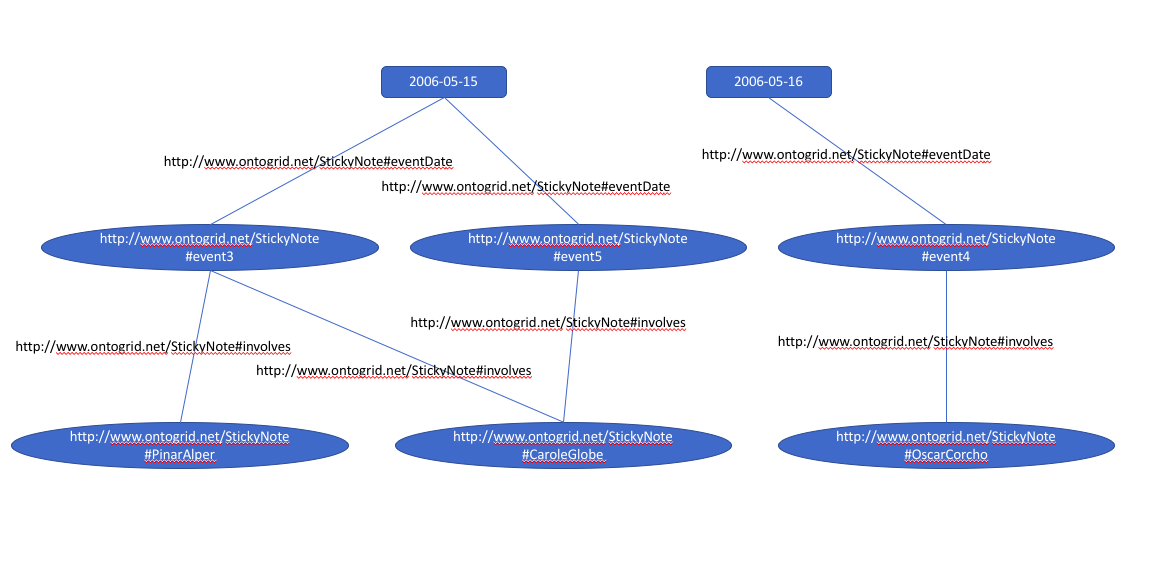 2006-05-15
2006-05-16
http://www.ontogrid.net/StickyNote#eventDate
http://www.ontogrid.net/StickyNote#eventDate
http://www.ontogrid.net/StickyNote#eventDate
http://www.ontogrid.net/StickyNote
#event3
http://www.ontogrid.net/StickyNote
#event5
http://www.ontogrid.net/StickyNote
#event4
http://www.ontogrid.net/StickyNote#involves
http://www.ontogrid.net/StickyNote#involves
http://www.ontogrid.net/StickyNote#involves
http://www.ontogrid.net/StickyNote#involves
http://www.ontogrid.net/StickyNote
#PinarAlper
http://www.ontogrid.net/StickyNote
#CaroleGlobe
http://www.ontogrid.net/StickyNote
#OscarCorcho